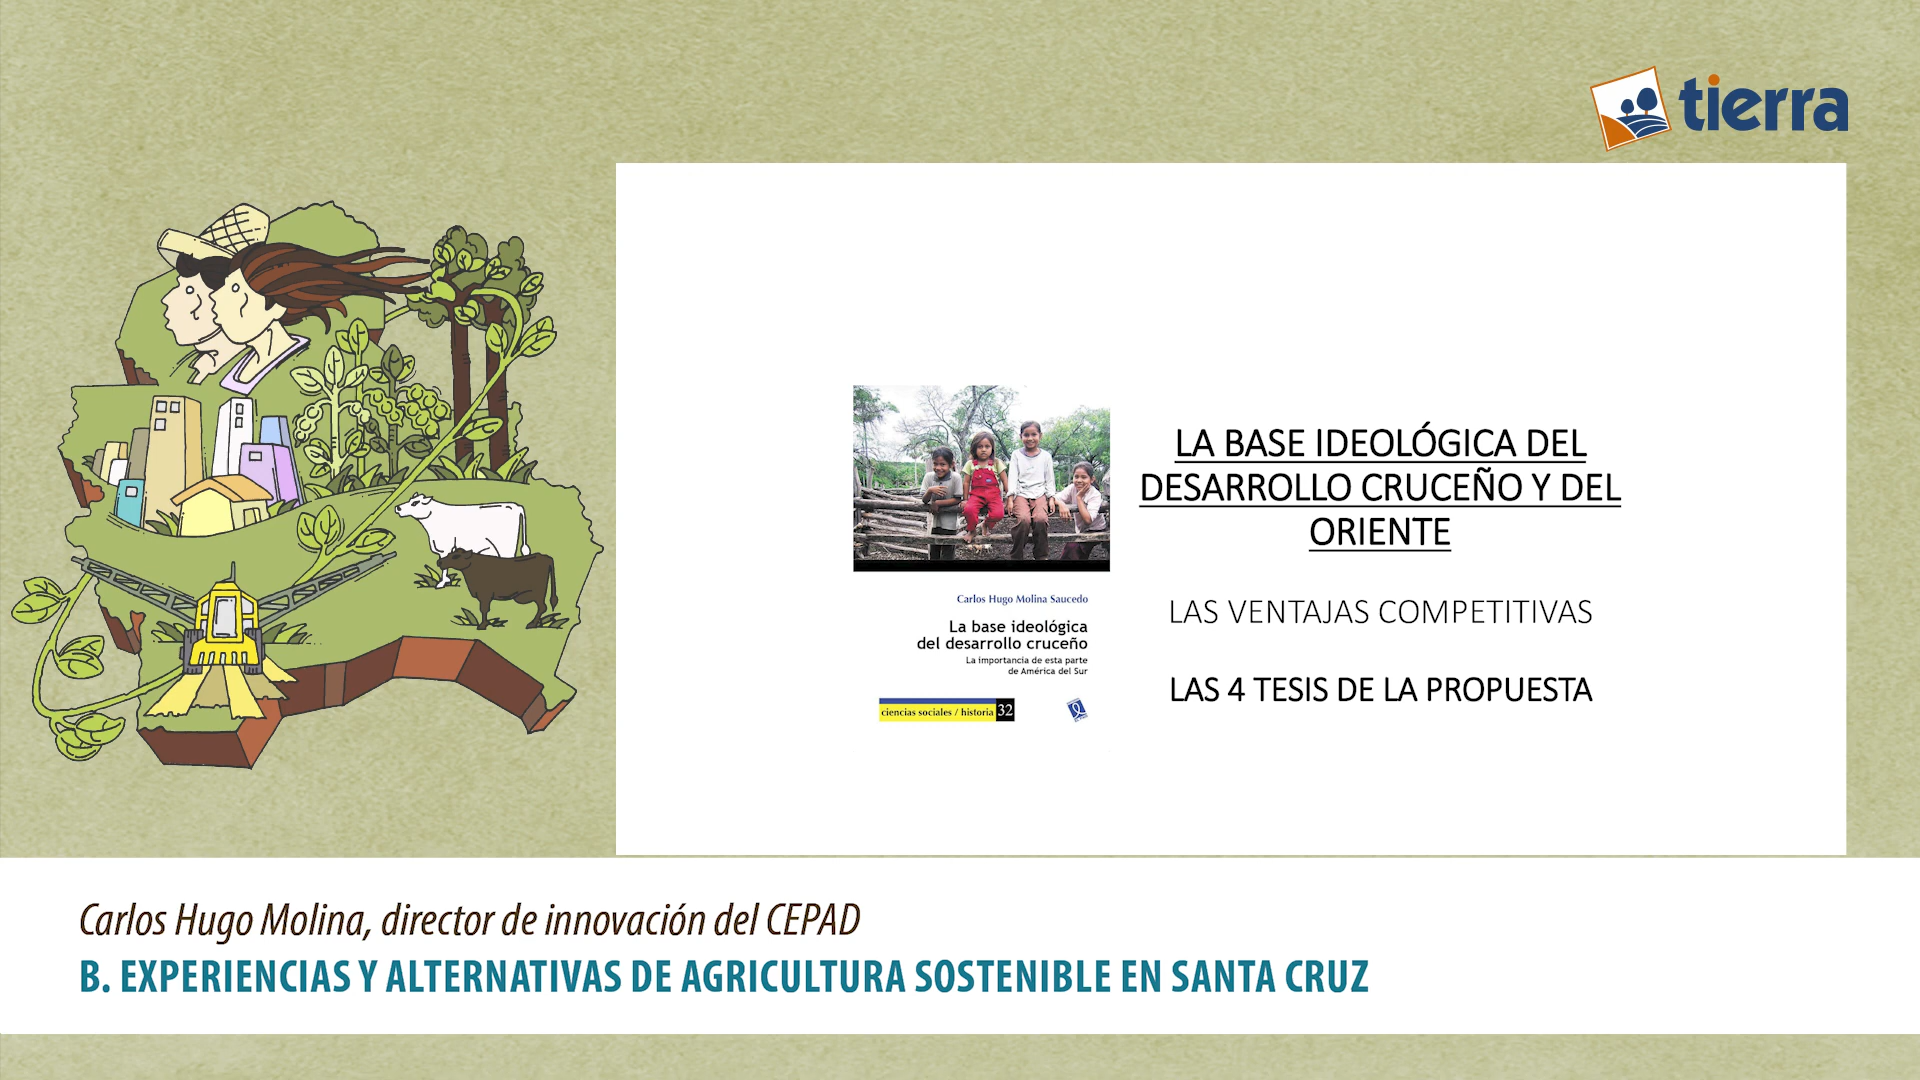 tierra
LA BASE IDEOLÓGICA DEL
DESARROLLO CRUCEÑO Y DEL
ORIENTE
LAS VENTAJAS COMPETITIVAS
LAS 4 TESIS DE LA PROPUESTA
Carlos Hugo Molina Saucedo
La base ideológica
del desarrollo cruceño
La importancia de esta parte
de América del Sur
ciencias sociales / historia 32
Carlos Hugo Molina, director de innovación del CEPAD
B. EXPERIENCIAS Y ALTERNATIVAS DE AGRICULTURA SOSTENIBLE EN SANTA CRUZ